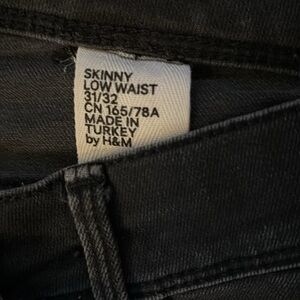 SKINNY
LOW WAIST
31/32
CN 165/78A
MADE IN
TURKEY
by H&M